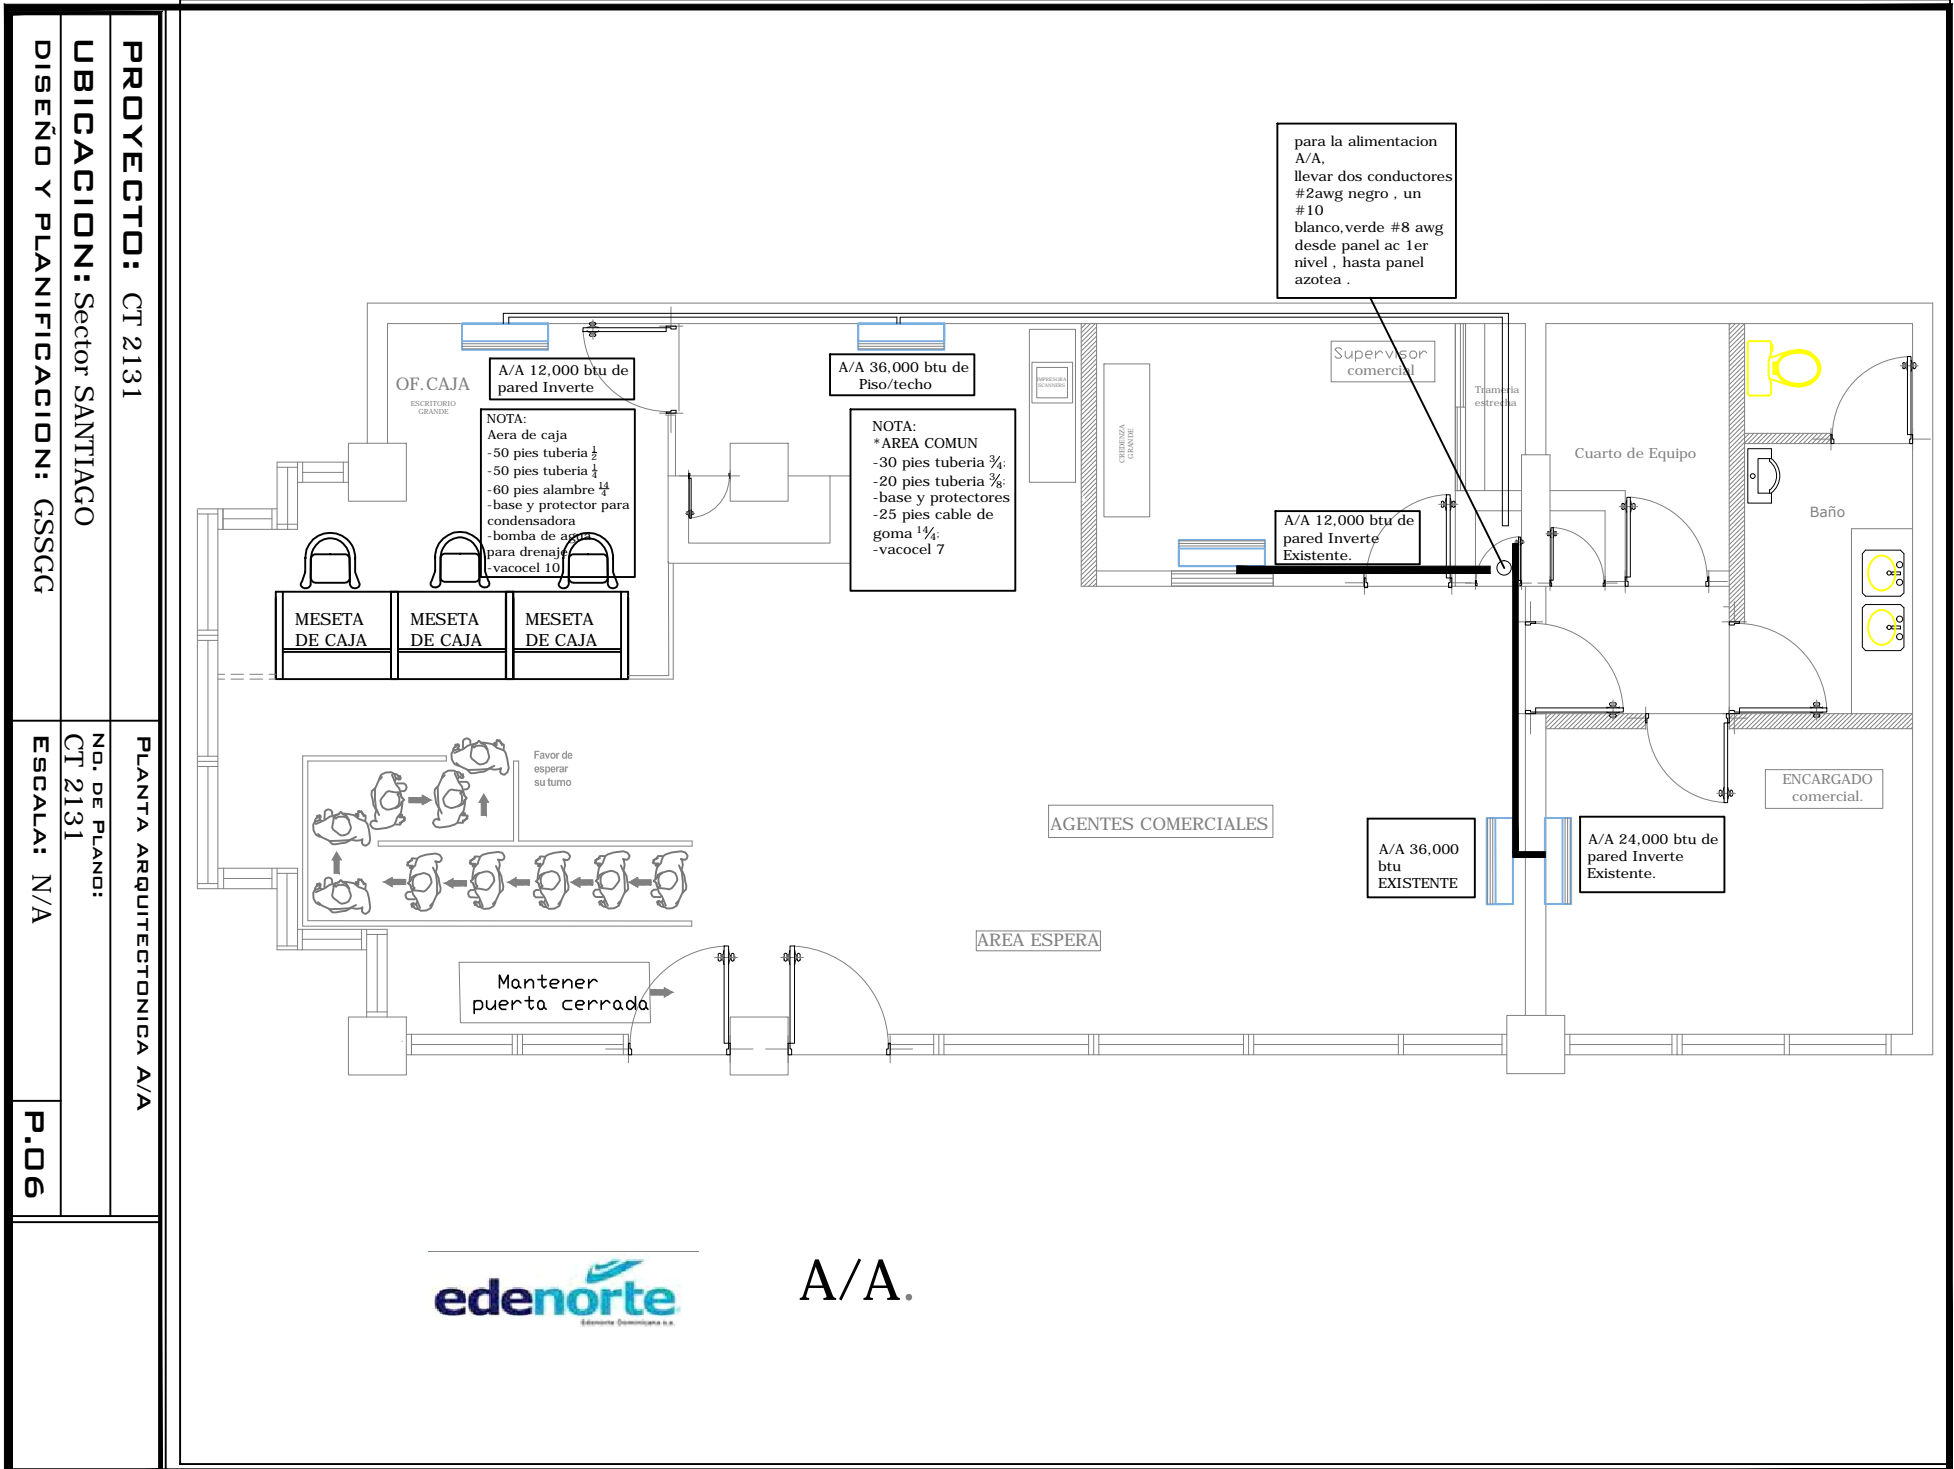 PROYECTO: CT 2131
UBICACION: Sector SANTIAGO
DISEÑO Y PLANIFICACION: GSSGG
PLANTA ARQUITECTONICA A/A
No. DE PLANO:
CT 2131
ESCALA: N/A
P.06
para la alimentacion
A/A,
llevar dos conductores
#2awg negro , un
#10
blanco,verde #8 awg
desde panel ac 1er
nivel , hasta panel
azotea .
OF. CAJA
ESCRITORIO
GRANDE
A/A 12,000 btu de
pared Inverte
NOTA:
Aera de caja
-50 pies tuberia 1/2
-50 pies tuberia 1/4
-60 pies alambre 14/4
-base y protector para
condensadora
-bomba de agua
para drenaje
-vacocel 10
A/A 36,000 btu de
Piso/techo
NOTA:
*AREA COMUN
-30 pies tuberia 3/4:
-20 pies tuberia 3/8:
-base y protectores
-25 pies cable de
goma 14/4:
-vacocel 7
IMPRESORA
SCANNERS
CREDENZA
GRANDE
Supervisor
comercial
Trameria
estrecha
Cuarto de Equipo
Baño
A/A 12,000 btu de
pared Inverte
Existente.
MESETA
DE CAJA
MESETA
DE CAJA
MESETA
DE CAJA
Favor de
esperar
su turno
AGENTES COMERCIALES
ENCARGADO
comercial.
A/A 36,000
btu
EXISTENTE
A/A 24,000 btu de
pared Inverte
Existente.
AREA ESPERA
Mantener
puerta cerrada
edenorte
Edenorte Dominicana s.a.
A/A.